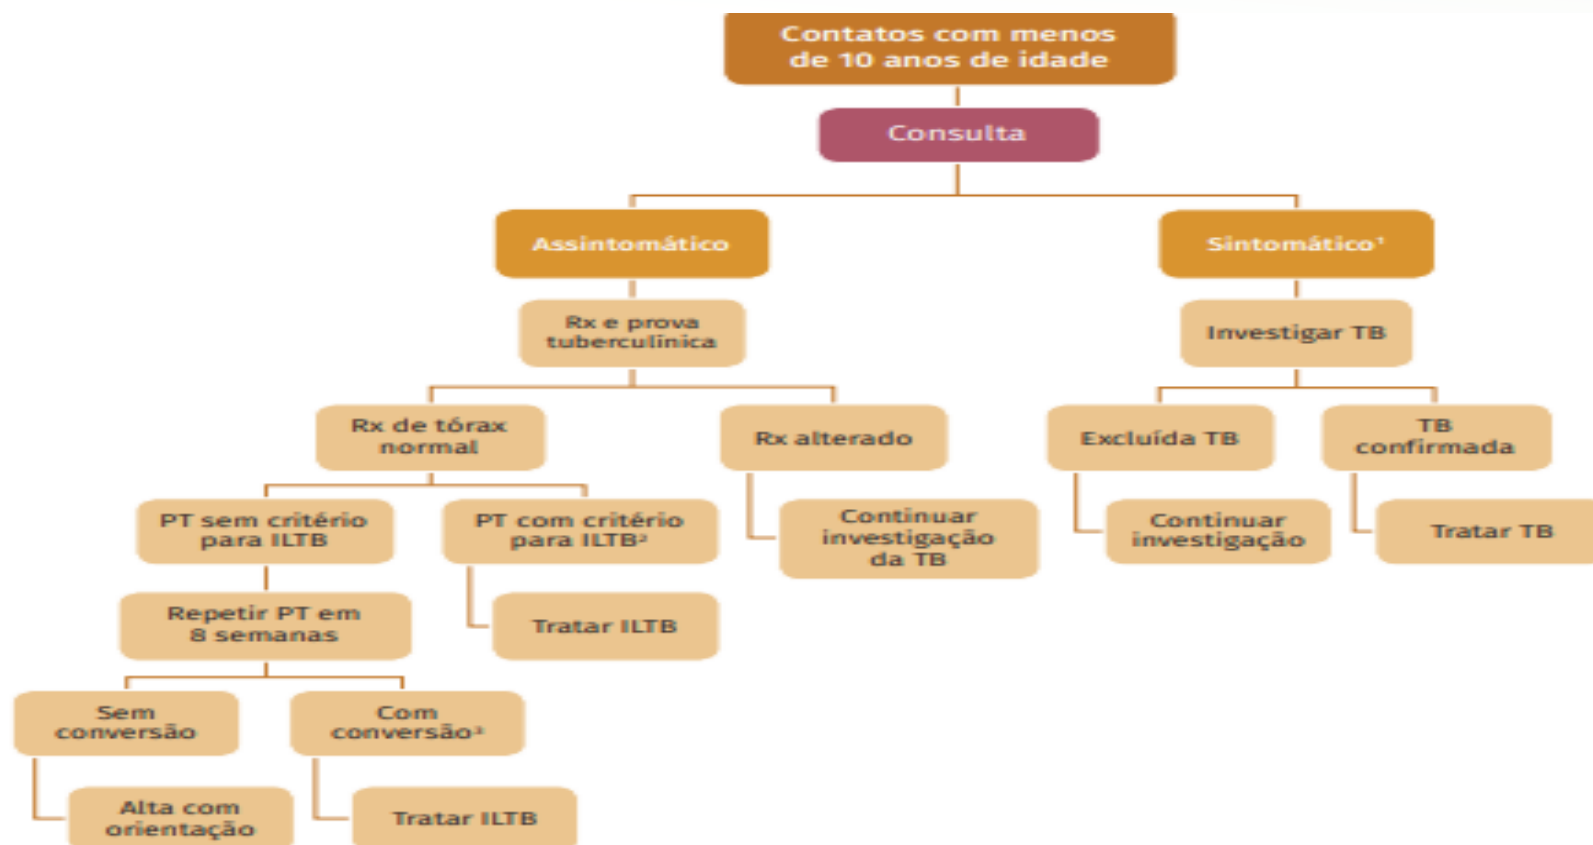 Contatos com menos
de 10 anos de idade
Consulta
Assintomático
Sintomático¹
Rx e prova
tuberculínica
Investigar TB
Rx de tórax
normal
Rx alterado
Excluída TB
TB
confirmada
PT sem critério
para ILTB
PT com critério
para ILTB²
Continuar
investigação
da TB
Continuar
investigação
Tratar TB
Repetir PT em
8 semanas
Tratar ILTB
Sem
conversão
Com
conversão³
Alta com
orientação
Tratar ILTB